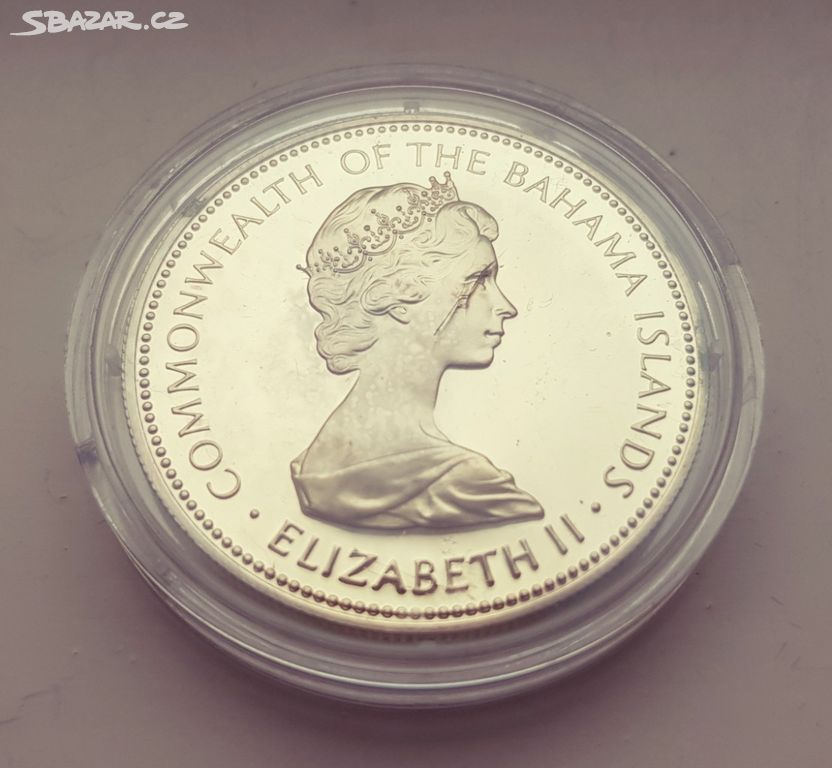 SBAZAR.CZ
COMMONWEALTH OF THE BAHAMA ISLANDS
· ELIZABETH II ·